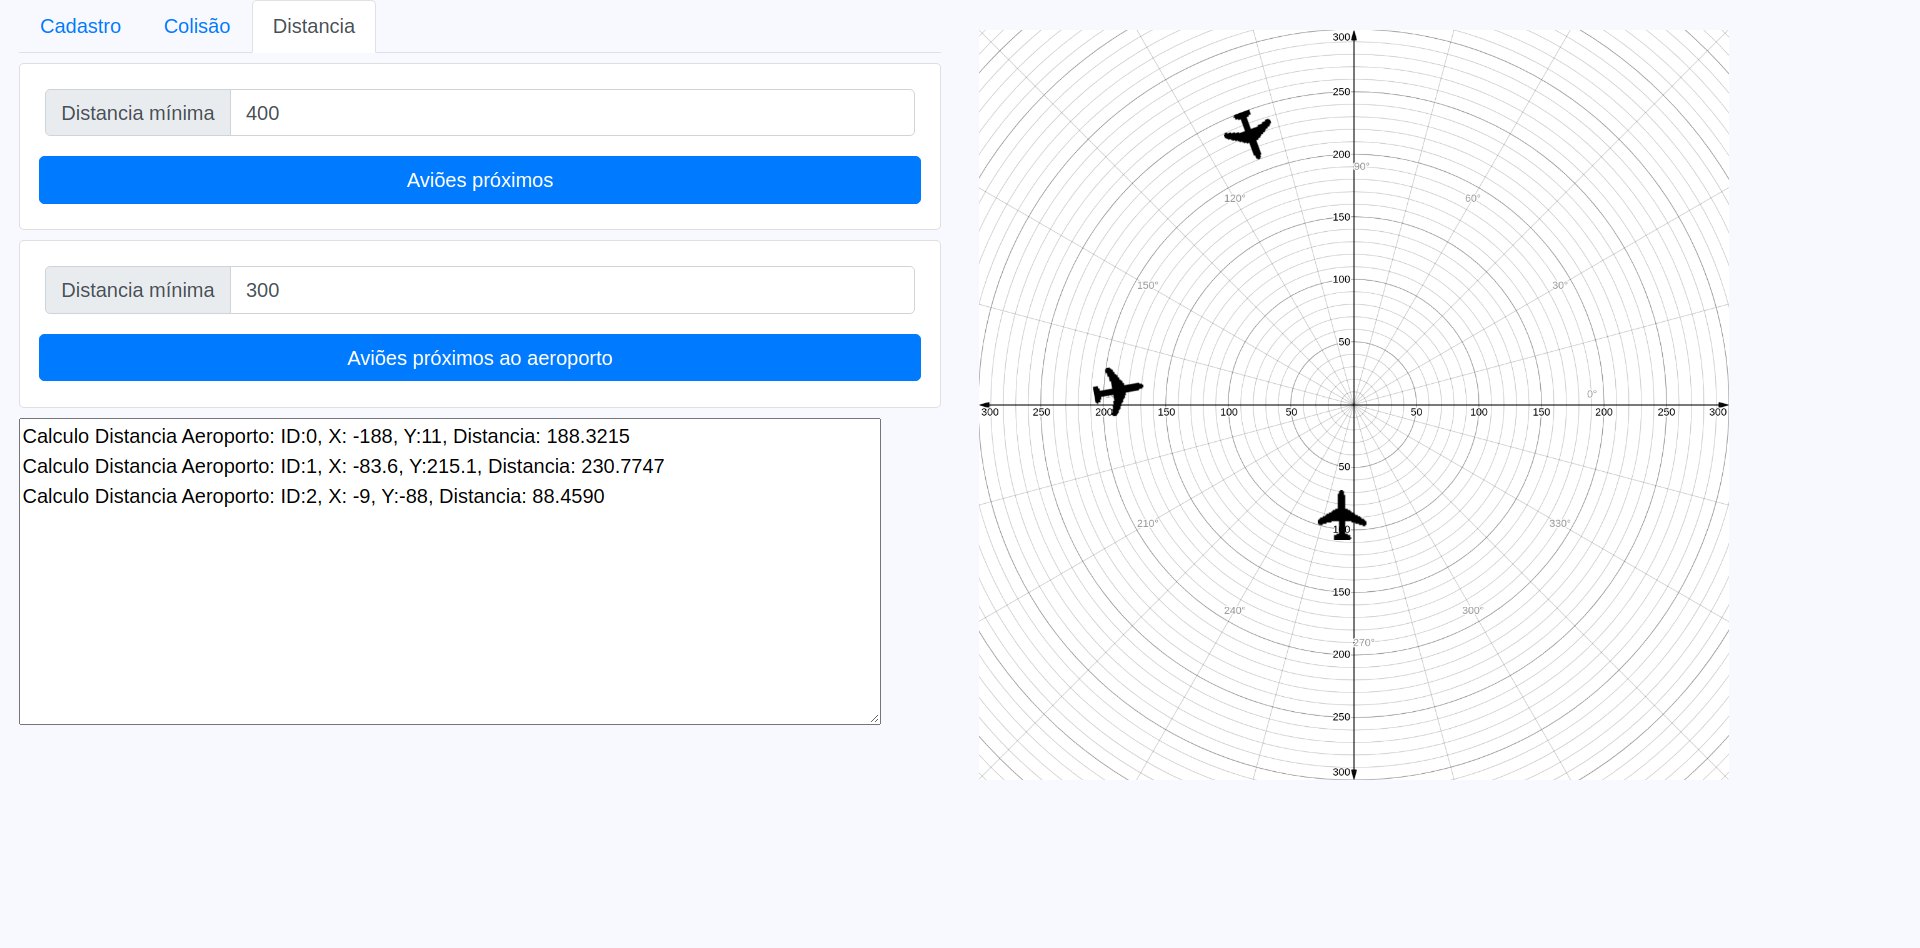 Cadastro Colisão Distancia
Distancia mínima 400
Aviões próximos
Distancia mínima 300
Aviões próximos ao aeroporto
Calculo Distancia Aeroporto: ID:0, X: -188, Y:11, Distancia: 188.3215
Calculo Distancia Aeroporto: ID:1, X: -83.6, Y:215.1, Distancia: 230.7747
Calculo Distancia Aeroporto: ID:2, X: -9, Y:-88, Distancia: 88.4590
300
250
200
90°
120° 60°
150
100
150° 30°
50
0°
300 250 200 150 100 50 50 100 150 200 250 300
50
210° 100 330°
150
240° 300°
270°
200
250
300